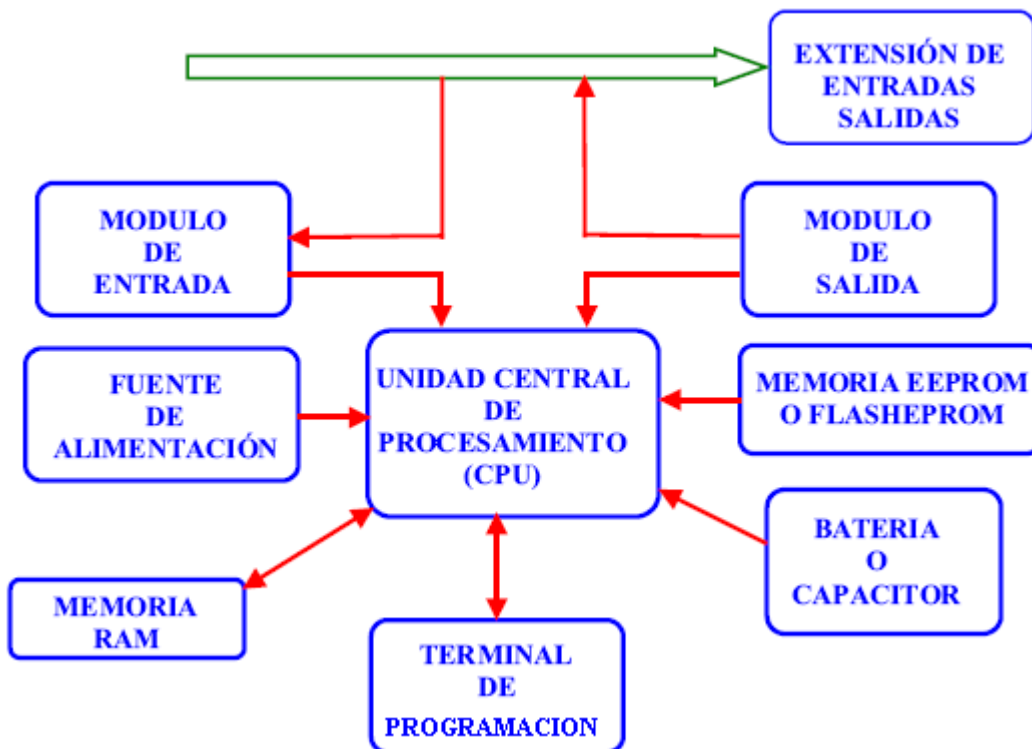 EXTENSIÓN DE
ENTRADAS
SALIDAS
MODULO
DE
ENTRADA
MODULO
DE
SALIDA
FUENTE
DE
ALIMENTACIÓN
UNIDAD CENTRAL
DE
PROCESAMIENTO
(CPU)
MEMORIA EEPROM
O FLASHEPROM
BATERIA
O
CAPACITOR
MEMORIA
RAM
TERMINAL
DE
PROGRAMACION